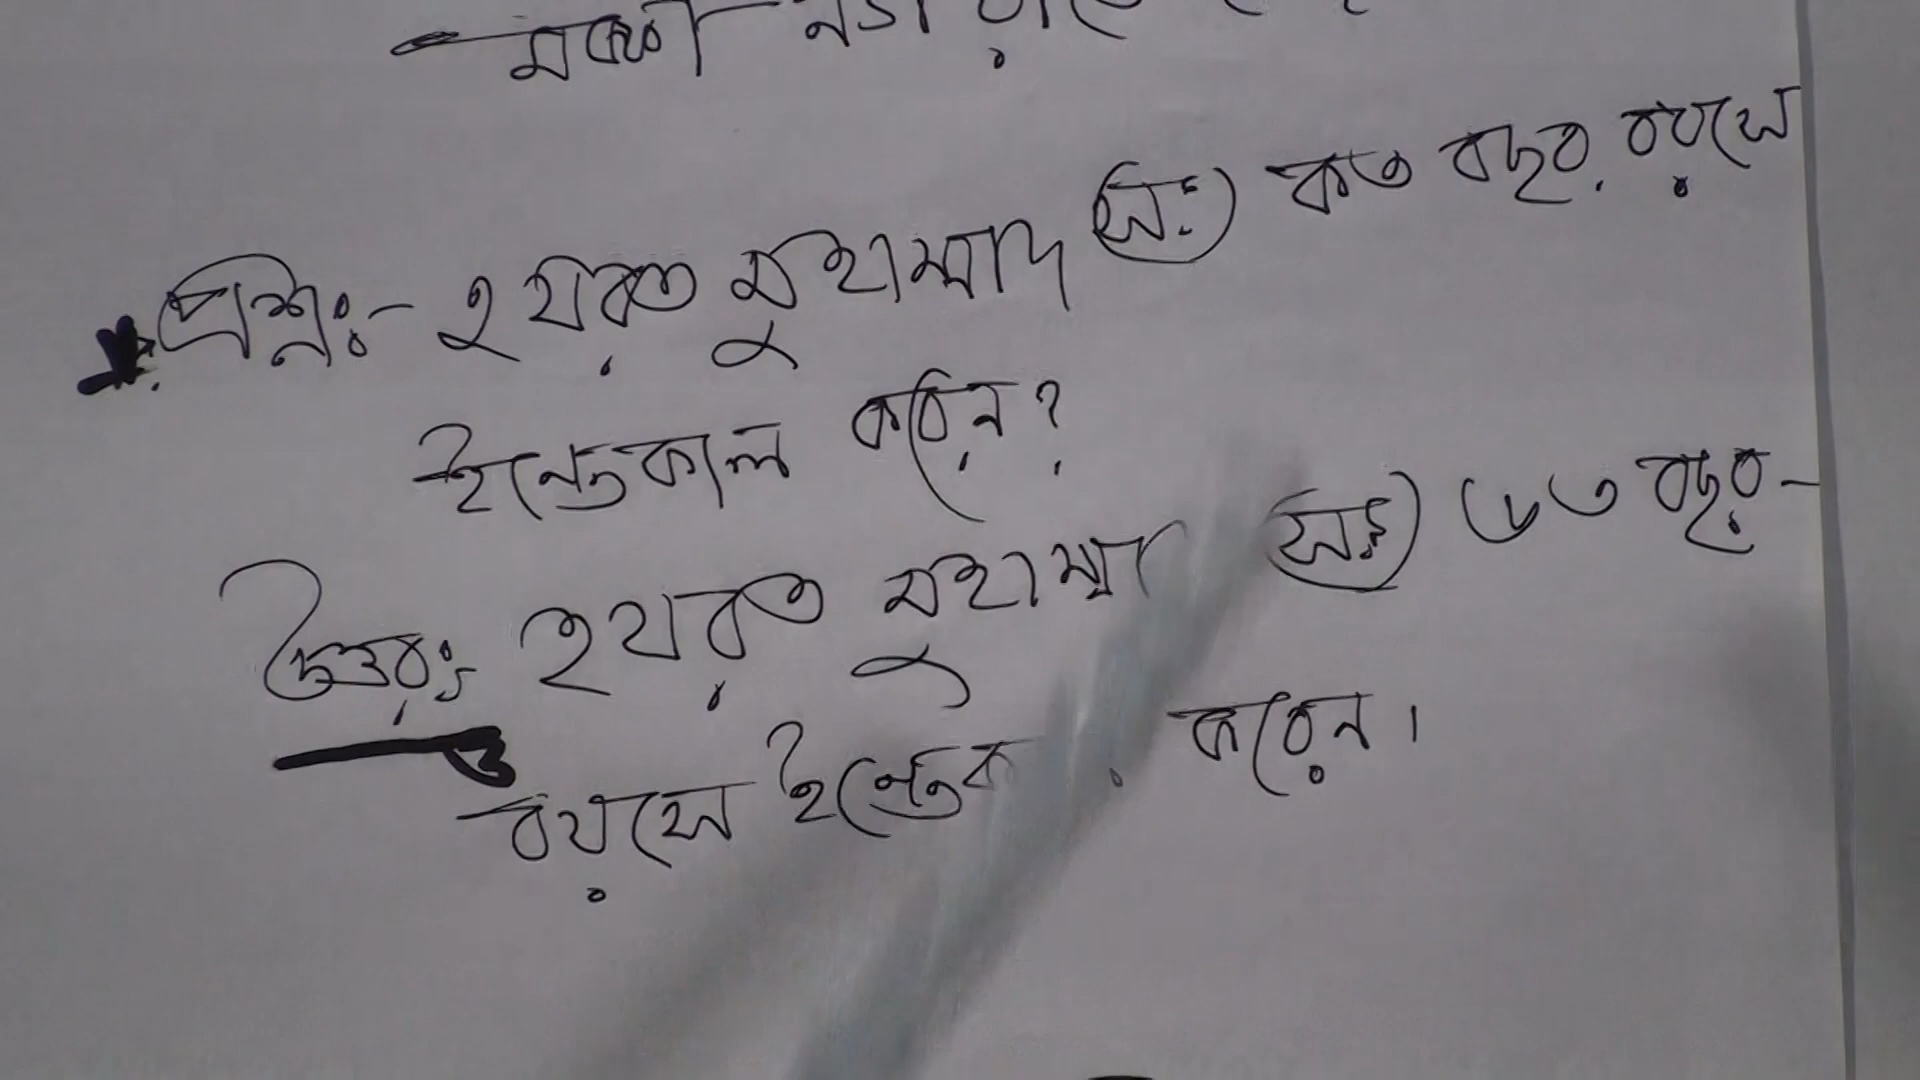 প্রশ্নঃ- হযরত মুহাম্মাদ (সঃ) কত বছর বয়সে
ইন্তেকাল করেন?
উত্তরঃ হযরত মুহাম্মা (সঃ) ৬৩ বছর-
বয়সে ইন্তেক করেন।